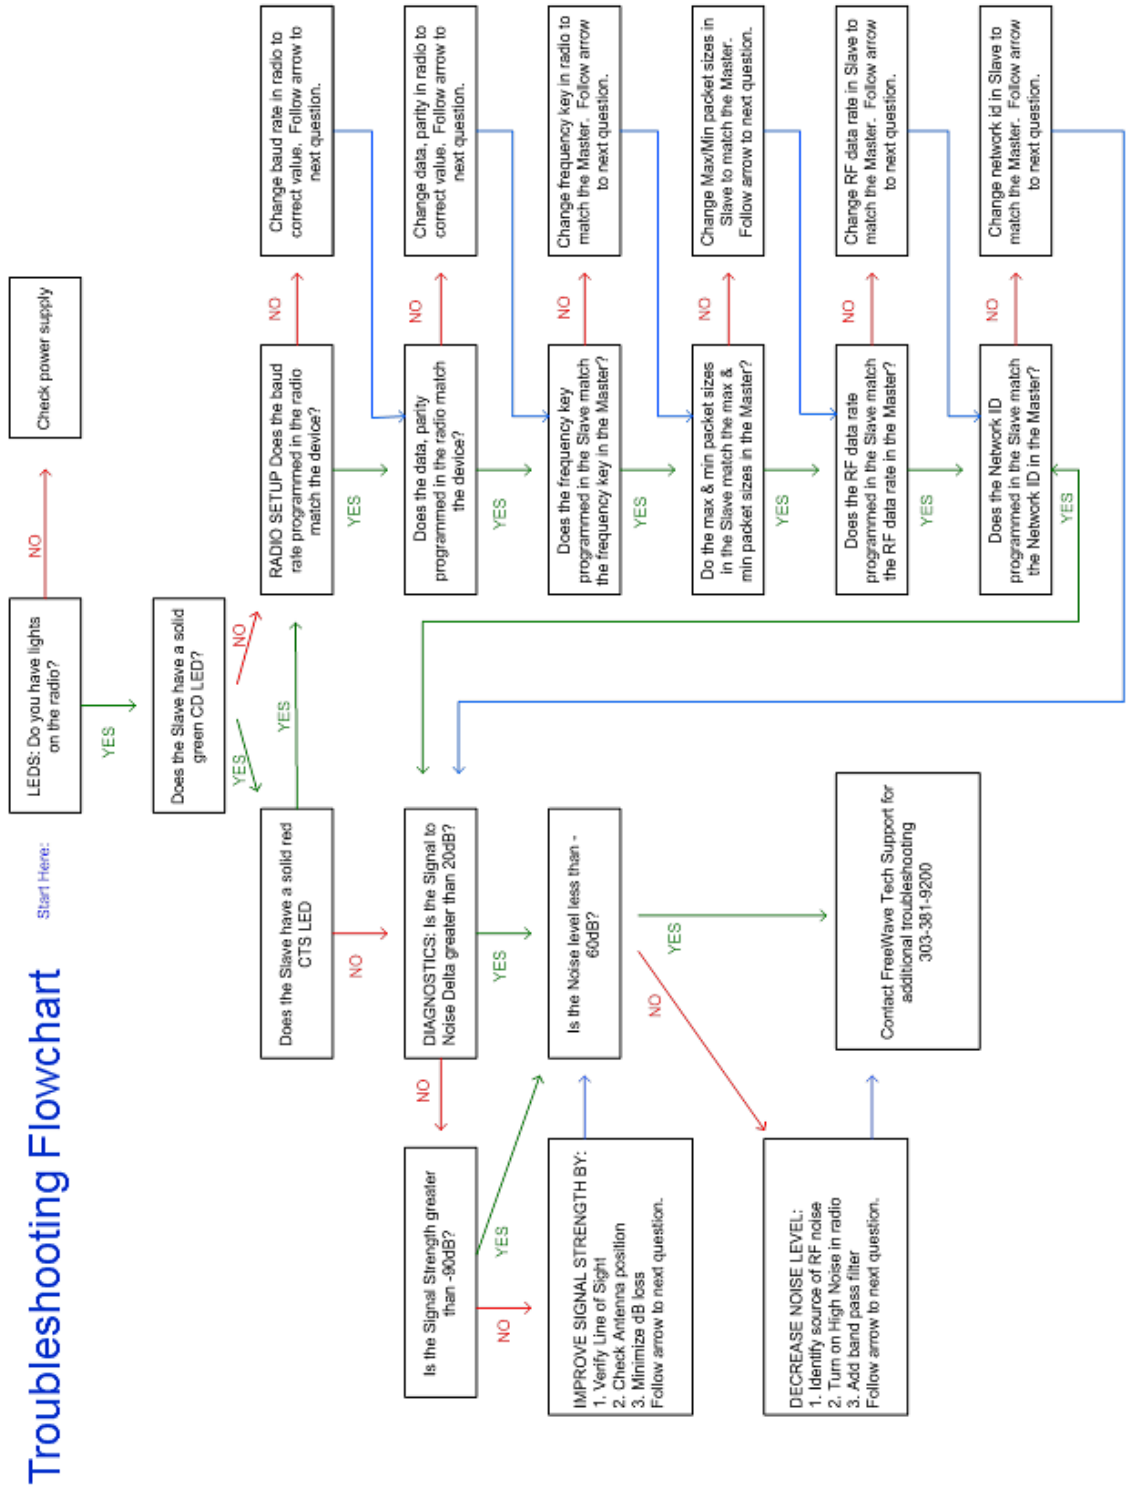 Troubleshooting Flowchart
Start Here:
LEDS: Do you have lights
on the radio?
NO
Check power supply
YES
Does the Slave have a solid
green CD LED?
YES
NO
Does the Slave have a solid red
CTS LED
YES
NO
RADIO SETUP Does the baud
rate programmed in the radio
match the device?
NO
Change baud rate in radio to
correct value. Follow arrow to
next question.
YES
Does the data, parity
programmed in the radio match
the device?
NO
Change data, parity in radio to
correct value. Follow arrow to
next question.
YES
Does the frequency key
programmed in the Slave match
the frequency key in the Master?
NO
Change frequency key in radio to
match the Master. Follow arrow
to next question.
YES
Do the max & min packet sizes
in the Slave match the max &
min packet sizes in the Master?
NO
Change Max/Min packet sizes in
Slave to match the Master.
Follow arrow to next question.
YES
Does the RF data rate
programmed in the Slave match
the RF data rate in the Master?
NO
Change RF data rate in Slave to
match the Master. Follow arrow
to next question.
YES
Does the Network ID
programmed in the Slave match
the Network ID in the Master?
NO
Change network id in Slave to
match the Master. Follow arrow
to next question.
YES
DIAGNOSTICS: Is the Signal to
Noise Delta greater than 20dB?
NO
YES
Is the Signal Strength greater
than -90dB?
YES
NO
IMPROVE SIGNAL STRENGTH BY:
1. Verify Line of Sight
2. Check Antenna position
3. Minimize dB loss
Follow arrow to next question.
Is the Noise level less than -
60dB?
NO
YES
DECREASE NOISE LEVEL:
1. Identify source of RF noise
2. Turn on High Noise in radio
3. Add band pass filter
Follow arrow to next question.
Contact FreeWave Tech Support for
additional troubleshooting
303-381-9200